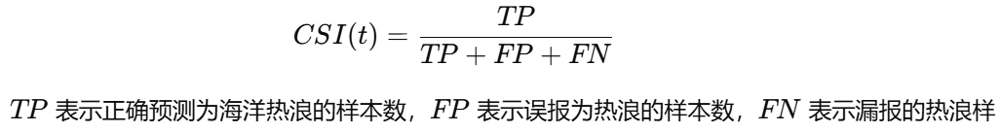 CSI(t) = TP / (TP + FP + FN)
TP 表示正确预测为海洋热浪的样本数，FP 表示误报为热浪的样本数，FN 表示漏报的热浪样